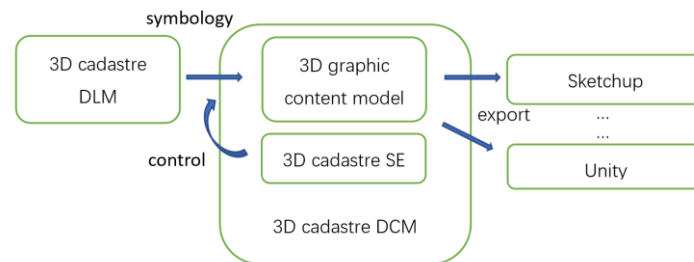 symbology
3D cadastre
DLM
3D graphic
content model
Sketchup
export
...
...
control
3D cadastre SE
Unity
3D cadastre DCM